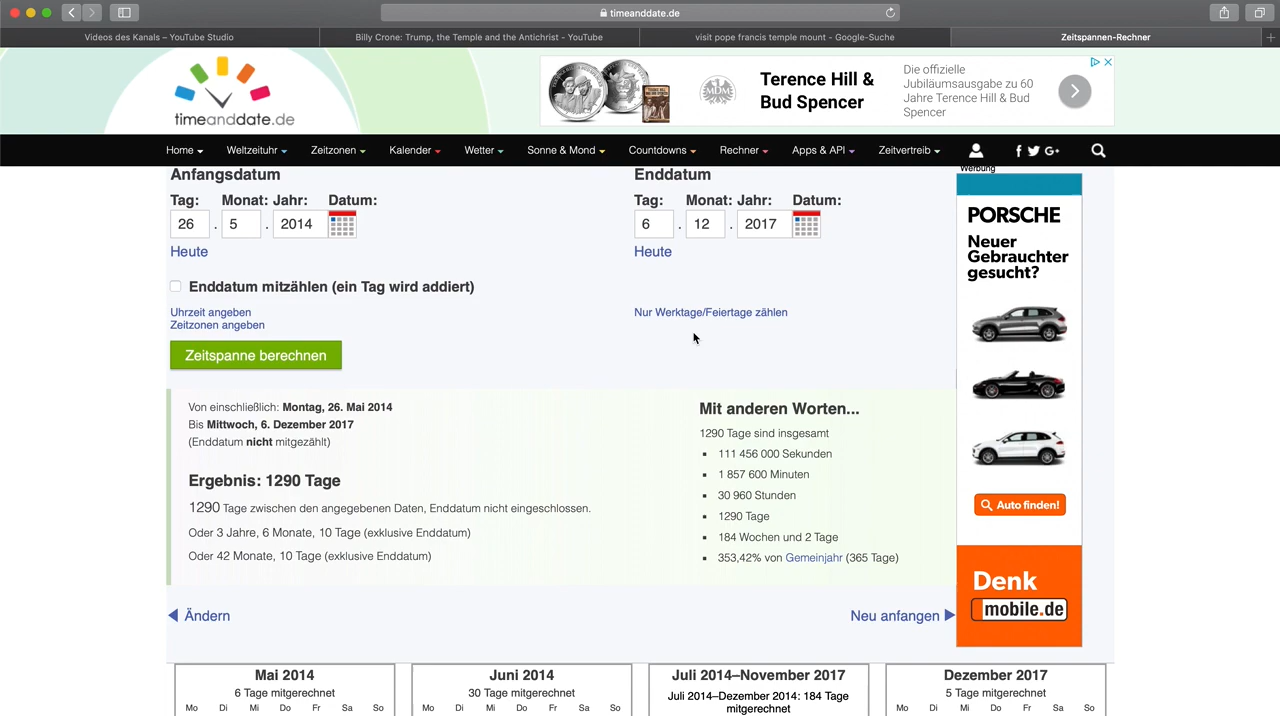 timeanddate.de
Videos des Kanals – YouTube Studio
Billy Crone: Trump, the Temple and the Antichrist - YouTube
visit pope francis temple mount - Google-Suche
Zeitspannen-Rechner
timeanddate.de
MDM
Terence Hill &
Bud Spencer
Die offizielle
Jubiläumsausgabe zu 60
Jahre Terence Hill & Bud
Spencer
Home
Weltzeituhr
Zeitzonen
Kalender
Wetter
Sonne & Mond
Countdowns
Rechner
Apps & API
Zeitvertreib
Anfangsdatum
Tag: Monat: Jahr: Datum:
26 . 5 . 2014
Heute
Enddatum
Tag: Monat: Jahr: Datum:
6 . 12 . 2017
Heute
Enddatum mitzählen (ein Tag wird addiert)
Uhrzeit angeben
Zeitzonen angeben
Nur Werktage/Feiertage zählen
Zeitspanne berechnen
Von einschließlich: Montag, 26. Mai 2014
Bis Mittwoch, 6. Dezember 2017
(Enddatum nicht mitgezählt)
Ergebnis: 1290 Tage
1290 Tage zwischen den angegebenen Daten, Enddatum nicht eingeschlossen.
Oder 3 Jahre, 6 Monate, 10 Tage (exklusive Enddatum)
Oder 42 Monate, 10 Tage (exklusive Enddatum)
Mit anderen Worten...
1290 Tage sind insgesamt
111 456 000 Sekunden
1 857 600 Minuten
30 960 Stunden
1290 Tage
184 Wochen und 2 Tage
353,42% von Gemeinjahr (365 Tage)
Ändern
Neu anfangen
Werbung
PORSCHE
Neuer
Gebrauchter
gesucht?
Auto finden!
Denk
mobile.de
Mai 2014
6 Tage mitgerechnet
Mo Di Mi Do Fr Sa So
Juni 2014
30 Tage mitgerechnet
Mo Di Mi Do Fr Sa So
Juli 2014–November 2017
Juli 2014–Dezember 2014: 184 Tage
mitgerechnet
Dezember 2017
5 Tage mitgerechnet
Mo Di Mi Do Fr Sa So